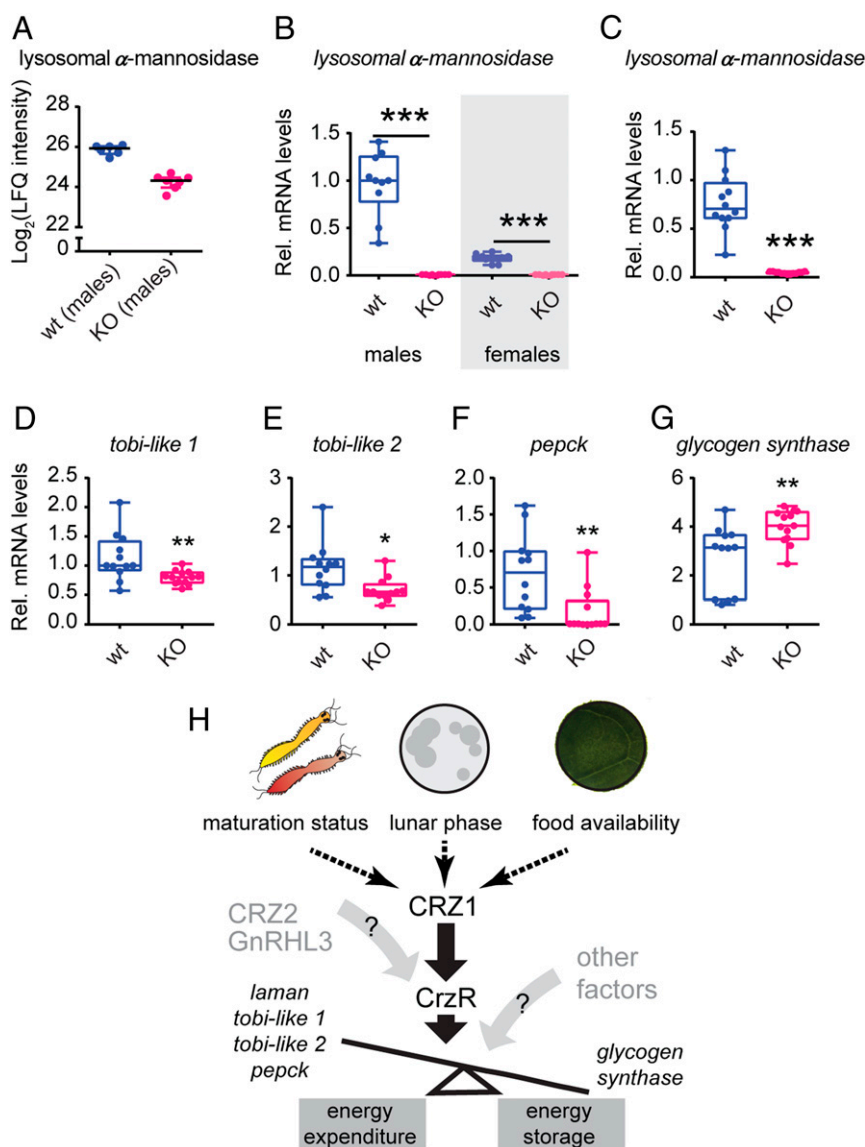 A
lysosomal α-mannosidase
Log2(LFQ intensity)
28
26
24
22
0
wt (males)
KO (males)
B
lysosomal α-mannosidase
Rel. mRNA levels
1.5
1.0
0.5
0.0
***
***
wt
KO
wt
KO
males
females
C
lysosomal α-mannosidase
Rel. mRNA levels
1.5
1.0
0.5
0.0
***
wt
KO
D
tobi-like 1
Rel. mRNA levels
2.5
2.0
1.5
1.0
0.5
0.0
**
wt
KO
E
tobi-like 2
3
2
1
0
*
wt
KO
F
pepck
2.0
1.5
1.0
0.5
0.0
**
wt
KO
G
glycogen synthase
6
4
2
0
**
wt
KO
H
maturation status
lunar phase
food availability
CRZ1
CRZ2
GnRHL3
?
CrzR
other
factors
?
laman
tobi-like 1
tobi-like 2
pepck
glycogen
synthase
energy
expenditure
energy
storage